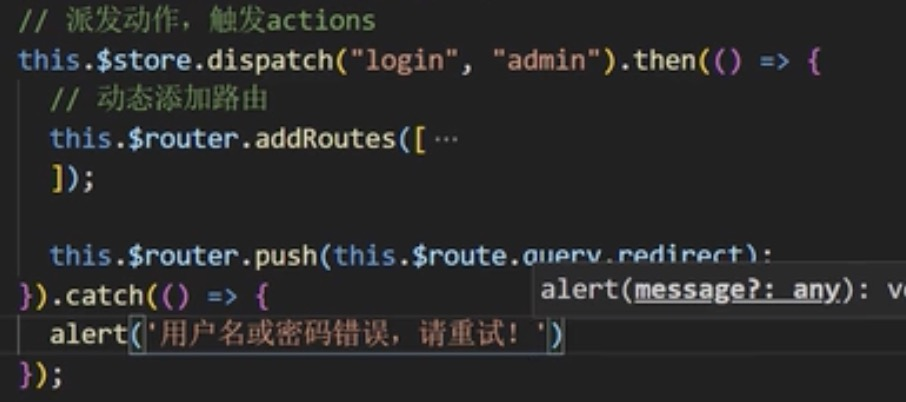 // 派发动作，触发actions
this.$store.dispatch("login", "admin").then(() => {
// 动态添加路由
this.$router.addRoutes([ ···
]);
this.$router.push(this.$route.query.redirect);
}).catch(() => {
alert(message?: any): vo
alert('用户名或密码错误，请重试！')
});